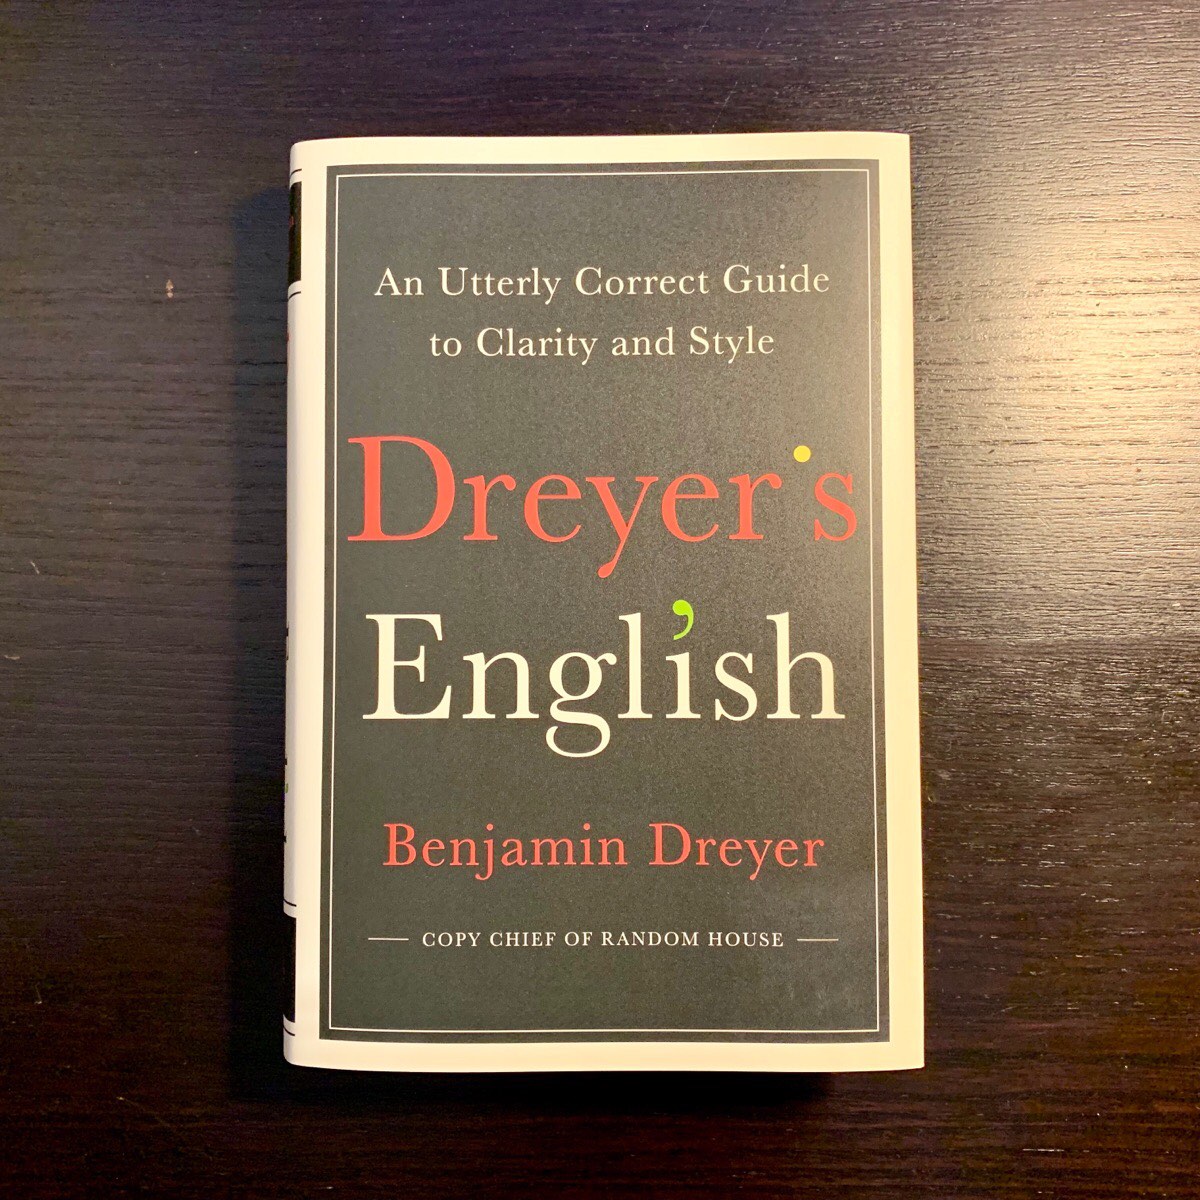 An Utterly Correct Guide
to Clarity and Style
Dreyer's
English
Benjamin Dreyer
COPY CHIEF OF RANDOM HOUSE